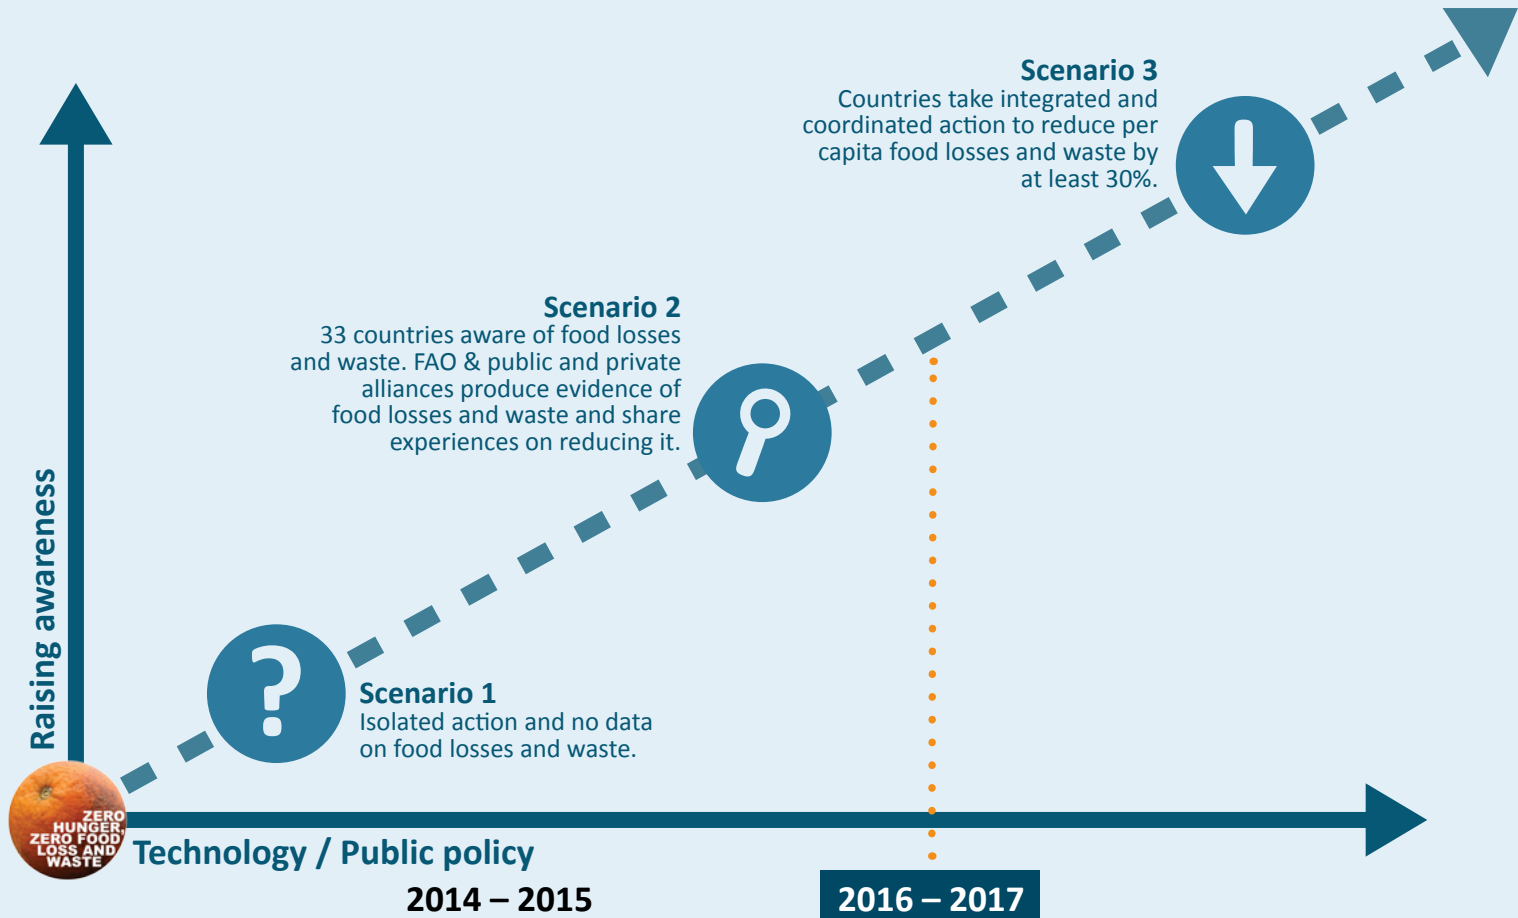 Scenario 3
Countries take integrated and
coordinated action to reduce per
capita food losses and waste by
at least 30%.
Scenario 2
33 countries aware of food losses
and waste. FAO & public and private
alliances produce evidence of
food losses and waste and share
experiences on reducing it.
?
Scenario 1
Isolated action and no data
on food losses and waste.
Raising awareness
ZERO
HUNGER,
ZERO FOOD
LOSS AND
WASTE
Technology / Public policy
2014 – 2015
2016 – 2017